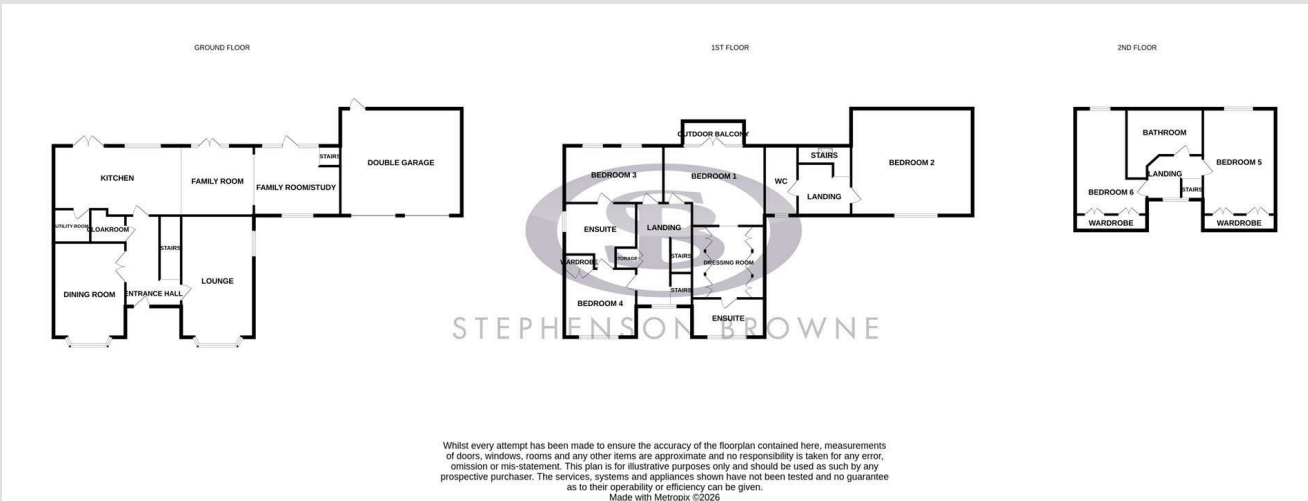 GROUND FLOOR
1ST FLOOR
2ND FLOOR
KITCHEN
FAMILY ROOM
STAIRS
FAMILY ROOM/STUDY
DOUBLE GARAGE
UTILITY ROOM
CLOAKROOM
STAIRS
LOUNGE
DINING ROOM
ENTRANCE HALL
OUTDOOR BALCONY
BEDROOM 3
BEDROOM 1
WC
STAIRS
LANDING
BEDROOM 2
ENSUITE
LANDING
STORAGE
STAIRS
WARDROBE
DRESSING ROOM
STAIRS
BEDROOM 4
ENSUITE
BATHROOM
BEDROOM 5
LANDING
BEDROOM 6
STAIRS
WARDROBE
WARDROBE
SB
STEPHENSON BROWNE
Whilst every attempt has been made to ensure the accuracy of the floorplan contained here, measurements
of doors, windows, rooms and any other items are approximate and no responsibility is taken for any error,
omission or mis-statement. This plan is for illustrative purposes only and should be used as such by any
prospective purchaser. The services, systems and appliances shown have not been tested and no guarantee
as to their operability or efficiency can be given.
Made with Metropix ©2026